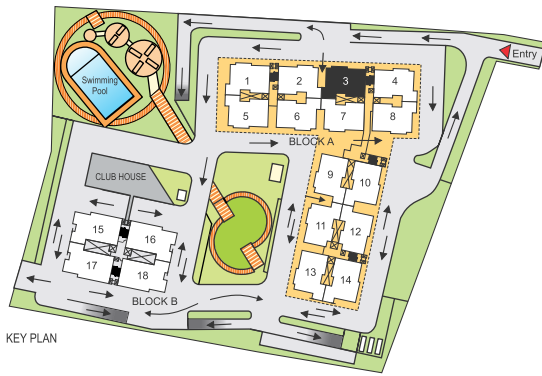 Entry
Swimming
Pool
1
2
3
4
5
6
7
8
BLOCK A
9
10
CLUB HOUSE
11
12
15
16
17
18
13
14
BLOCK B
KEY PLAN